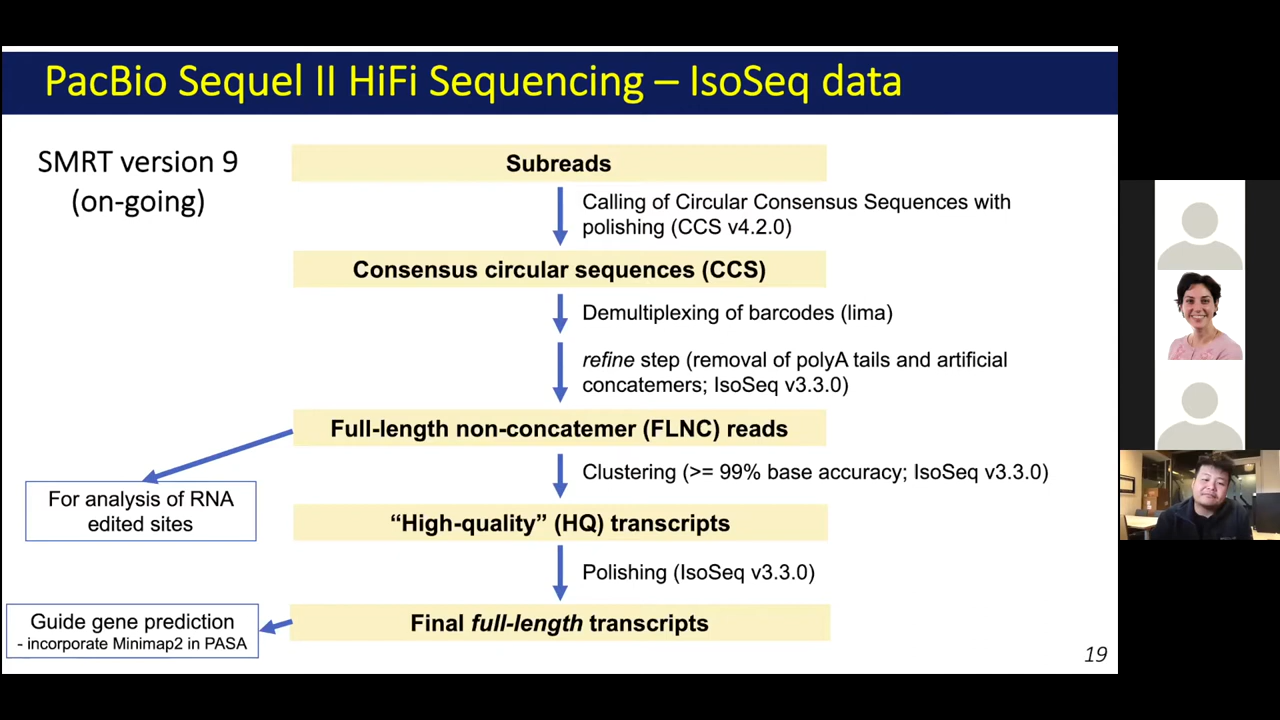 PacBio Sequel II HiFi Sequencing – IsoSeq data
SMRT version 9
(on-going)
Subreads
Calling of Circular Consensus Sequences with
polishing (CCS v4.2.0)
Consensus circular sequences (CCS)
Demultiplexing of barcodes (lima)
refine step (removal of polyA tails and artificial
concatemers; IsoSeq v3.3.0)
Full-length non-concatemer (FLNC) reads
For analysis of RNA
edited sites
Clustering (>= 99% base accuracy; IsoSeq v3.3.0)
“High-quality” (HQ) transcripts
Polishing (IsoSeq v3.3.0)
Final full-length transcripts
Guide gene prediction
- incorporate Minimap2 in PASA
19